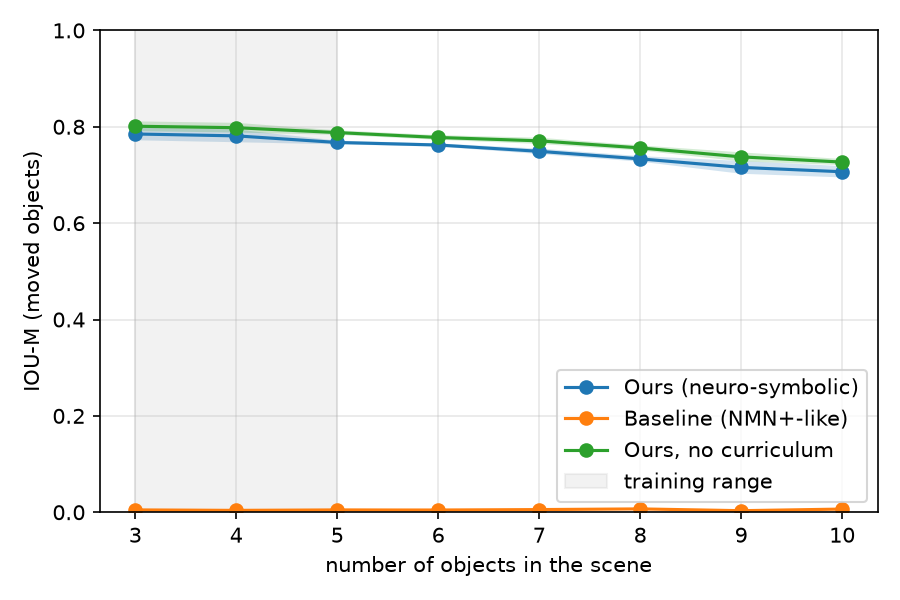 1.0
0.8
0.6
0.4
0.2
0.0
IOU-M (moved objects)
Ours (neuro-symbolic)
Baseline (NMN+-like)
Ours, no curriculum
training range
3 4 5 6 7 8 9 10
number of objects in the scene